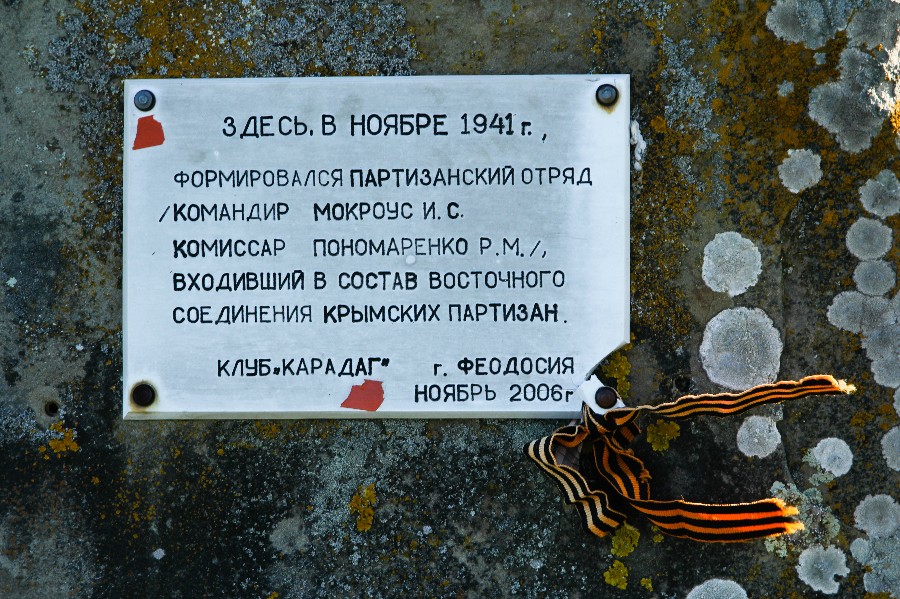 ЗДЕСЬ, В НОЯБРЕ 1941 г.,
ФОРМИРОВАЛСЯ ПАРТИЗАНСКИЙ ОТРЯД
/КОМАНДИР МОКРОУС И. С.
КОМИССАР ПОНОМАРЕНКО Р.М./,
ВХОДИВШИЙ В СОСТАВ ВОСТОЧНОГО
СОЕДИНЕНИЯ КРЫМСКИХ ПАРТИЗАН.
КЛУБ „КАРАДАГ" г. ФЕОДОСИЯ
НОЯБРЬ 2006г